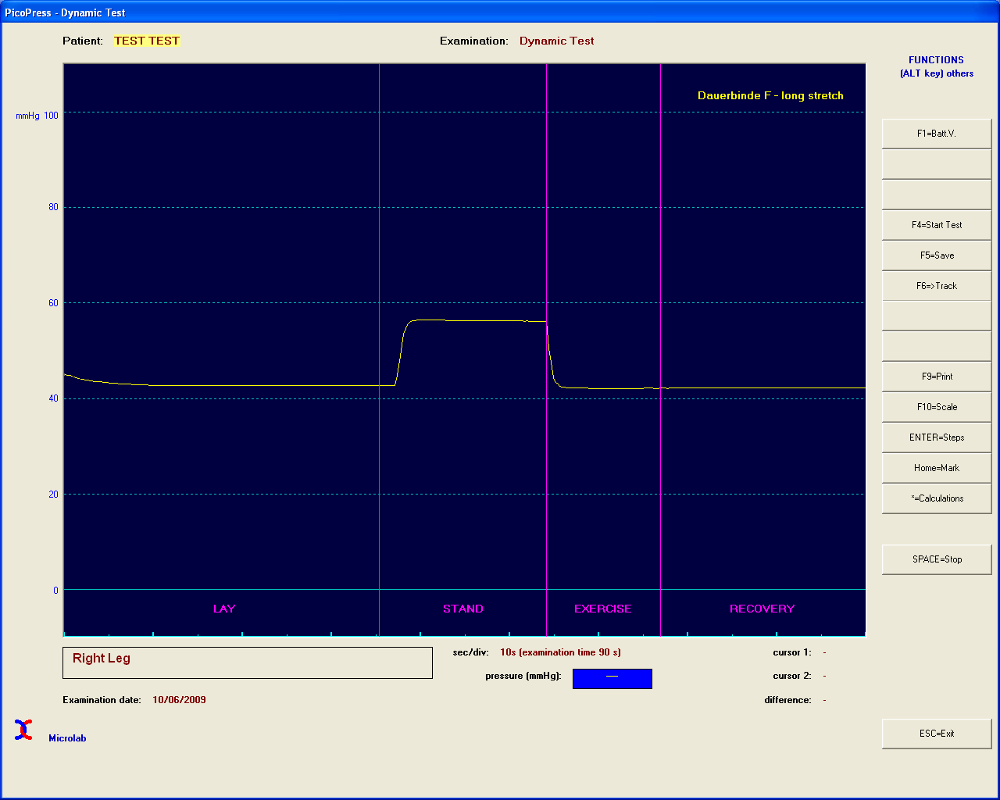 PicoPress - Dynamic Test
Patient: TEST TEST
Examination: Dynamic Test
FUNCTIONS
(ALT key) others
Dauerbinde F - long stretch
mmHg 100
80
60
40
20
0
LAY
STAND
EXERCISE
RECOVERY
F1=Batt.V.
F4=Start Test
F5=Save
F6=>Track
F9=Print
F10=Scale
ENTER=Steps
Home=Mark
*=Calculations
SPACE=Stop
Right Leg
sec/div: 10s (examination time 90 s)
cursor 1: -
pressure (mmHg): —
cursor 2: -
Examination date: 10/06/2009
difference: -
Microlab
ESC=Exit